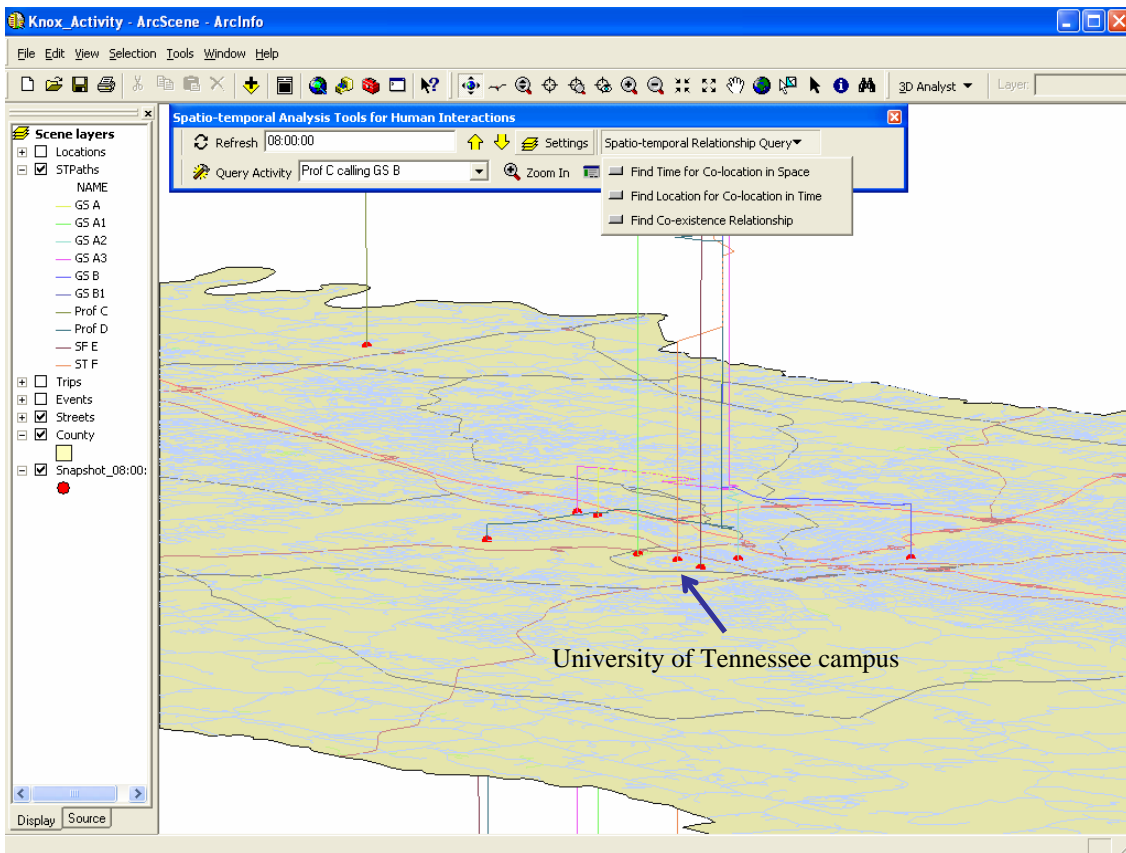 Knox_Activity - ArcScene - ArcInfo
File Edit View Selection Tools Window Help
3D Analyst Layer:
Spatio-temporal Analysis Tools for Human Interactions
Refresh 08:00:00 Settings Spatio-temporal Relationship Query
Query Activity Prof C calling GS B Zoom In
Find Time for Co-location in Space
Find Location for Co-location in Time
Find Co-existence Relationship
Scene layers
Locations
STPaths
NAME
GS A
GS A1
GS A2
GS A3
GS B
GS B1
Prof C
Prof D
SF E
ST F
Trips
Events
Streets
County
Snapshot_08:00:
University of Tennessee campus
Display Source